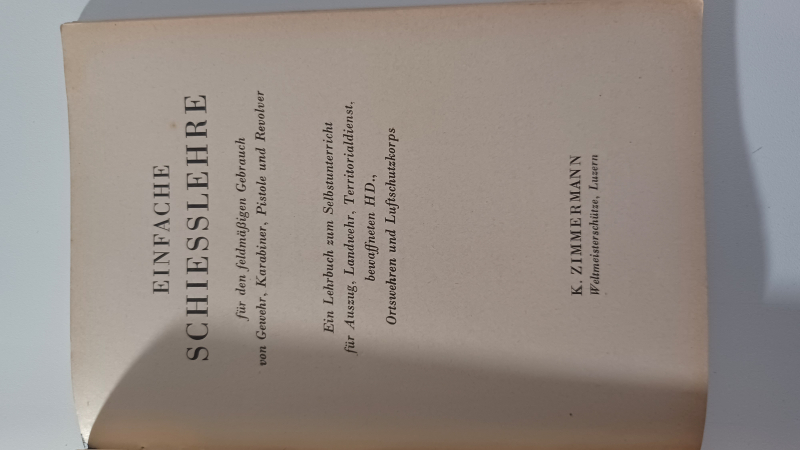 EINFACHE
SCHIESSLEHRE
für den feldmäßigen Gebrauch
von Gewehr, Karabiner, Pistole und Revolver
Ein Lehrbuch zum Selbstunterricht
für Auszug, Landwehr, Territorialdienst,
bewaffneten HD.,
Ortswehren und Luftschutzkorps
K. ZIMMERMANN
Weltmeisterschütze, Luzern